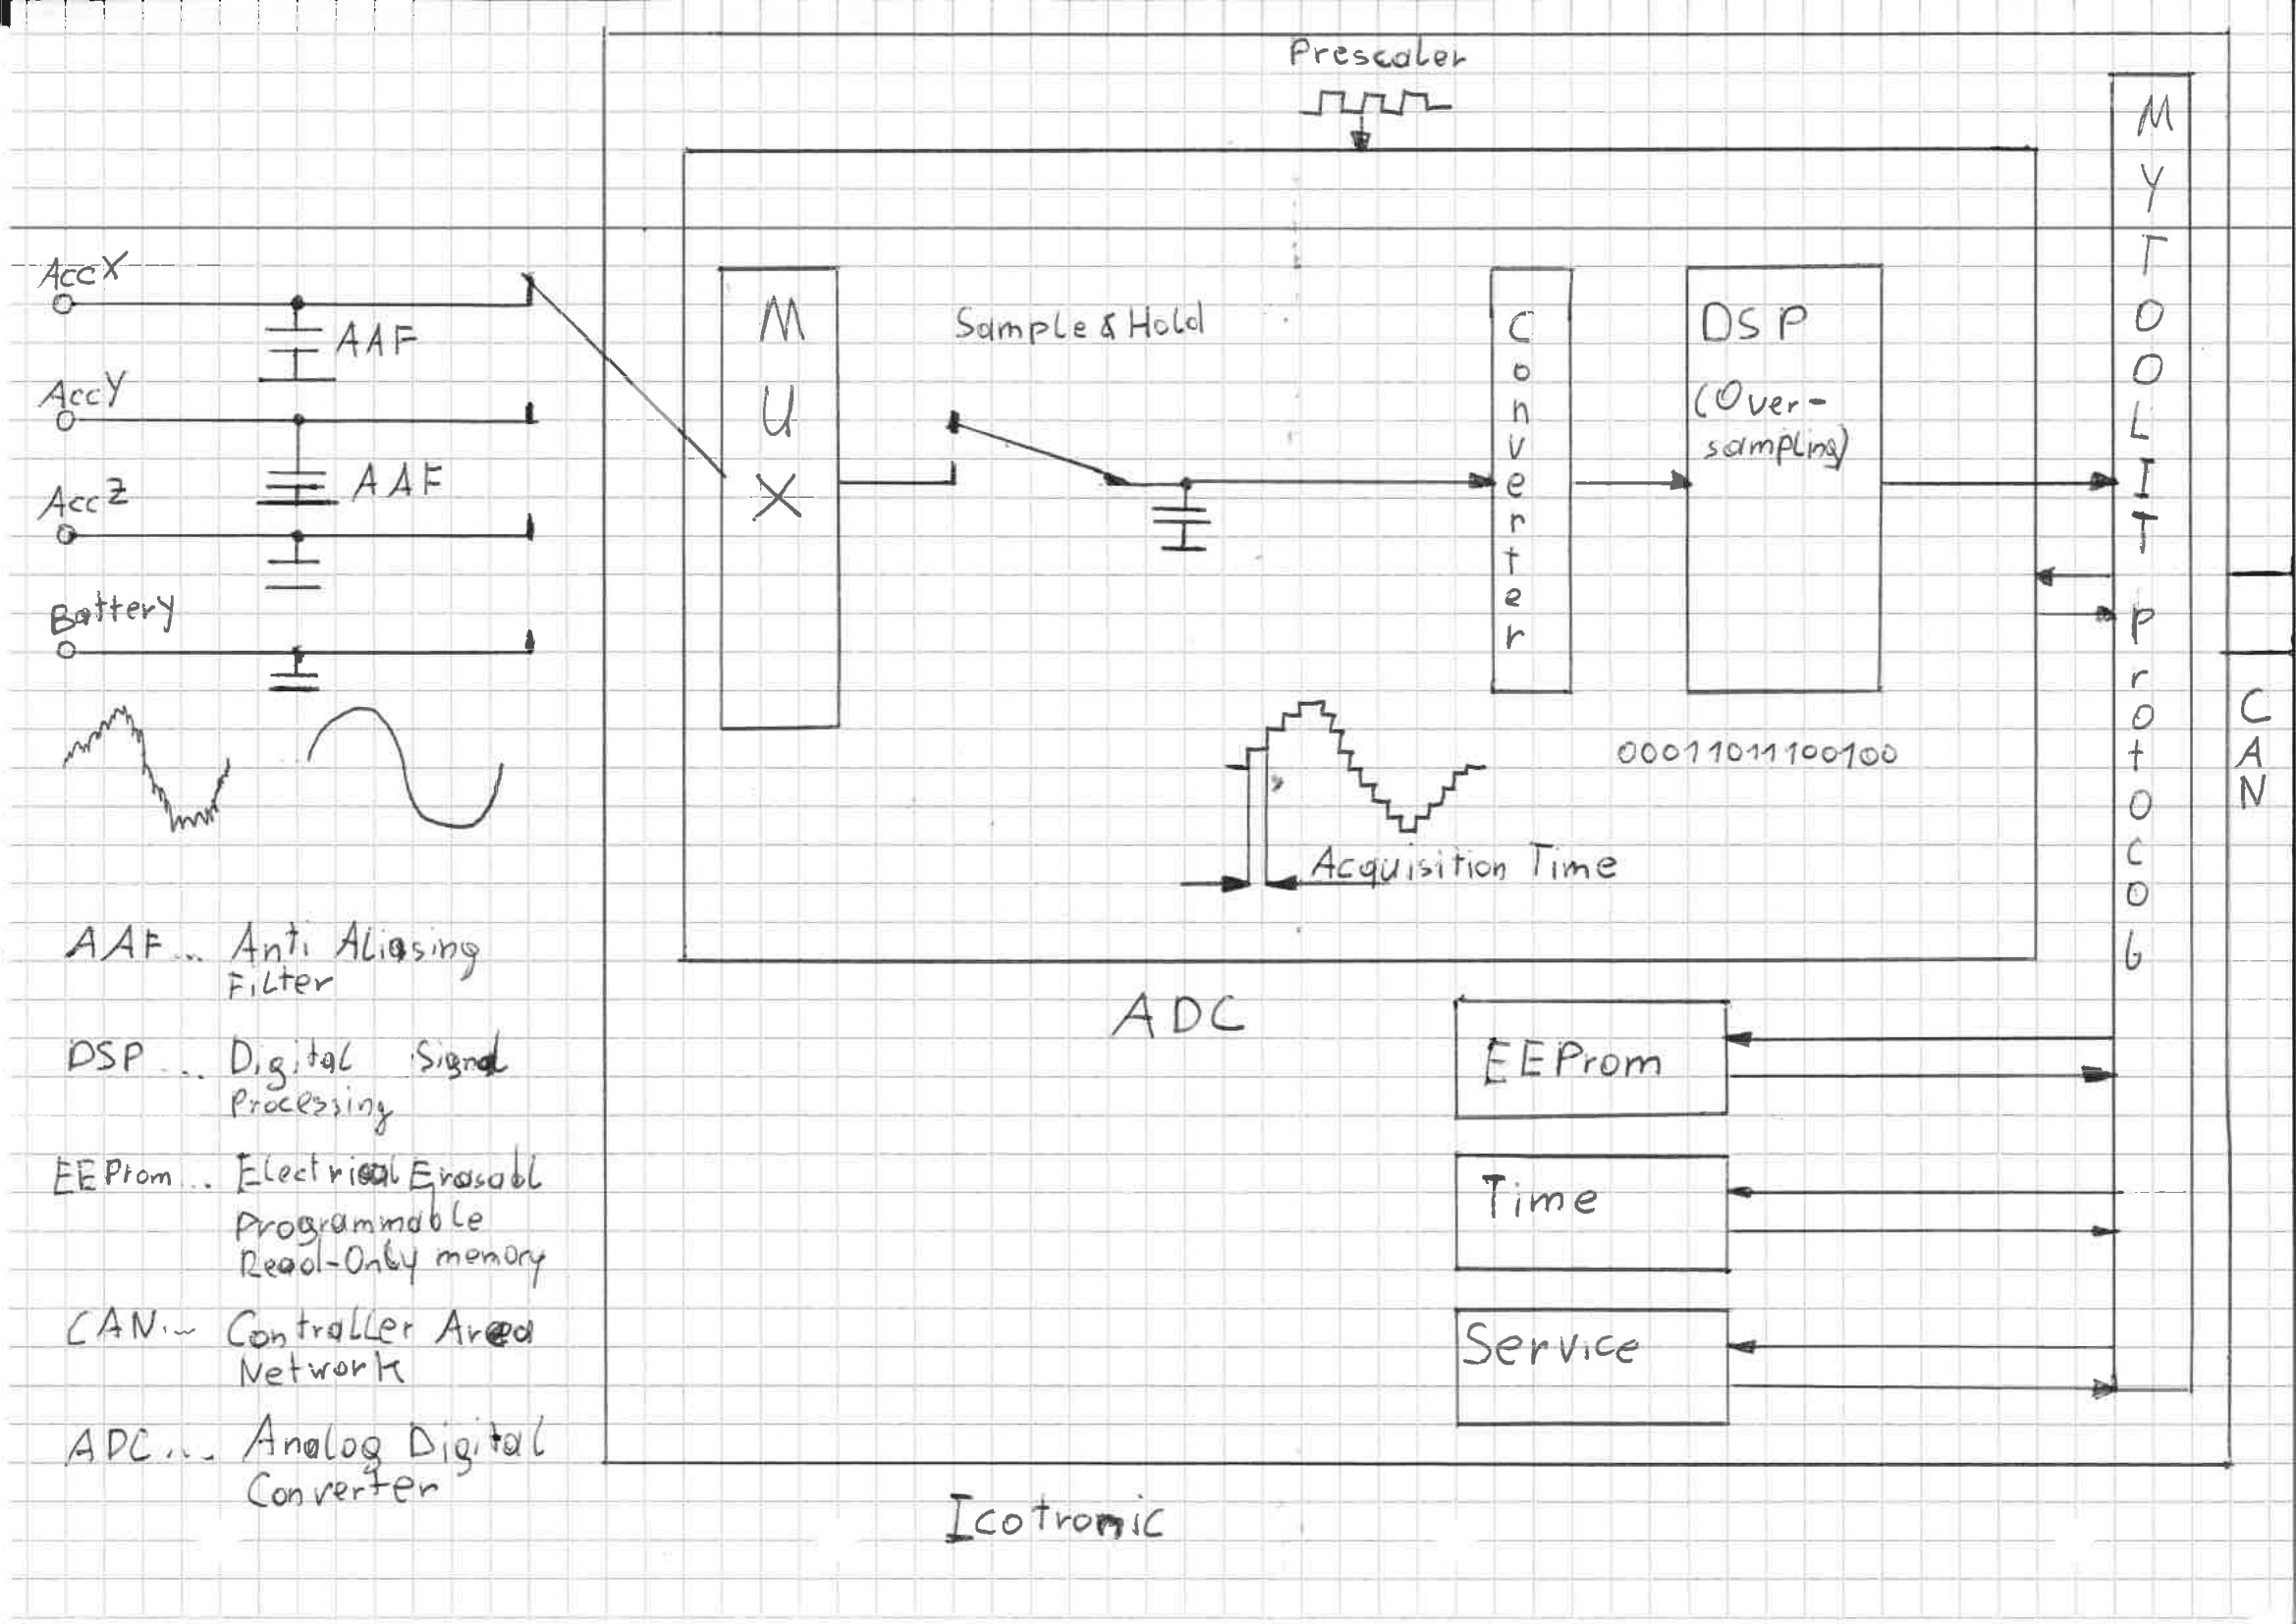 Prescaler
AccX
AAF
AccY
AAF
AccZ
Battery
MUX
Sample & Hold
Converter
DSP
(Over-
sampling)
MYTOOLIT Protocol
CAN
00011011100100
Acquisition Time
ADC
EEProm
Time
Service
AAF... Anti Aliasing
Filter
DSP ... Digital Signal
Processing
EEProm... Electrical Erasabl
Programmable
Read-Only memory
CAN... Controller Area
Network
ADC... Analog Digital
Converter
Icotronic